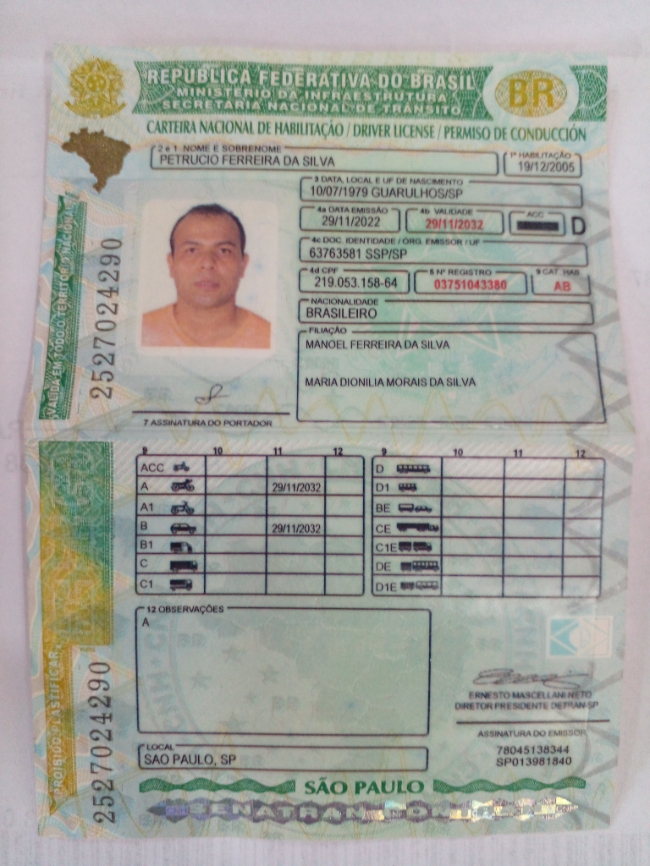 REPÚBLICA FEDERATIVA DO BRASIL
MINISTÉRIO DA INFRAESTRUTURA
SECRETARIA NACIONAL DE TRÂNSITO
BR
CARTEIRA NACIONAL DE HABILITAÇÃO / DRIVER LICENSE / PERMISO DE CONDUCCIÓN
2 e 1 NOME E SOBRENOME
PETRUCIO FERREIRA DA SILVA
1ª HABILITAÇÃO
19/12/2005
3 DATA, LOCAL E UF DE NASCIMENTO
10/07/1979 GUARULHOS/SP
4a DATA EMISSÃO
29/11/2022
4b VALIDADE
29/11/2032
ACC
D
4c DOC. IDENTIDADE / ÓRG. EMISSOR / UF
63763581 SSP/SP
4d CPF
219.053.158-64
5 Nº REGISTRO
03751043380
9 CAT. HAB
AB
NACIONALIDADE
BRASILEIRO
FILIAÇÃO
MANOEL FERREIRA DA SILVA
MARIA DIONILIA MORAIS DA SILVA
7 ASSINATURA DO PORTADOR
VÁLIDA EM TODO O TERRITÓRIO NACIONAL
2527024290
9 10 11 12
ACC
A 29/11/2032
A1
B 29/11/2032
B1
C
C1
9 10 11 12
D
D1
BE
CE
C1E
DE
D1E
12 OBSERVAÇÕES
A
PROIBIDO PLASTIFICAR
2527024290
ERNESTO MASCELLANI NETO
DIRETOR PRESIDENTE DETRAN-SP
ASSINATURA DO EMISSOR
78045138344
SP013981840
LOCAL
SAO PAULO, SP
SÃO PAULO
SENATRAN